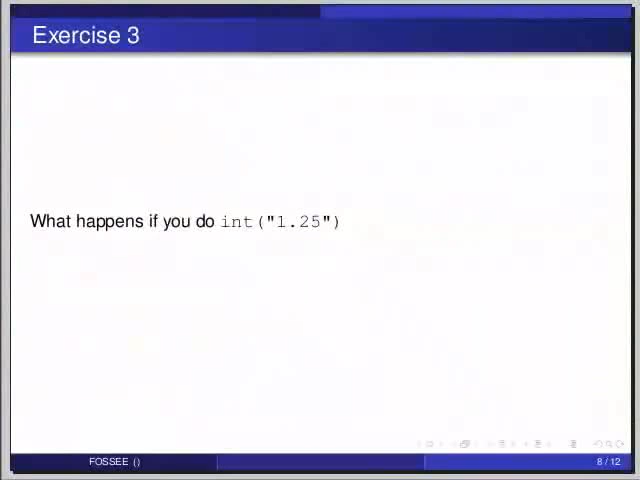 Exercise 3
What happens if you do int("1.25")
FOSSEE ()
8 / 12